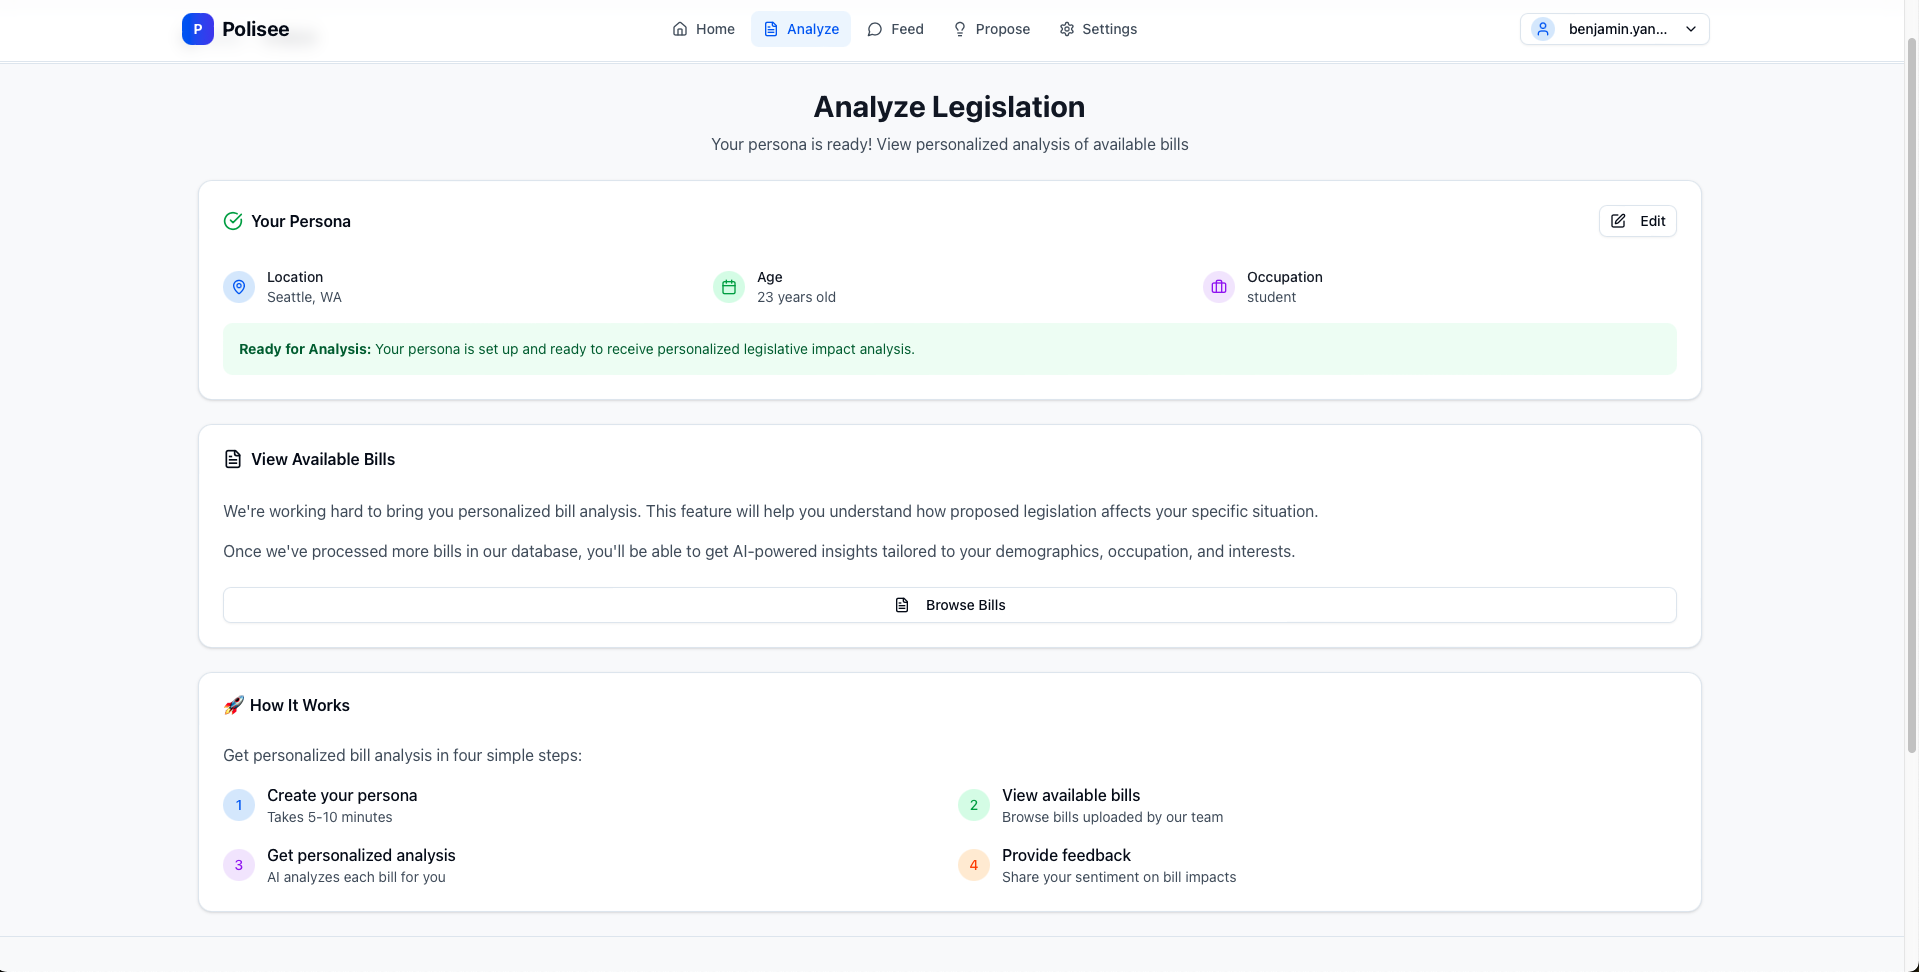 P Polisee
Home Analyze Feed Propose Settings
benjamin.yan...
Analyze Legislation
Your persona is ready! View personalized analysis of available bills
Your Persona
Edit
Location
Seattle, WA
Age
23 years old
Occupation
student
Ready for Analysis: Your persona is set up and ready to receive personalized legislative impact analysis.
View Available Bills
We're working hard to bring you personalized bill analysis. This feature will help you understand how proposed legislation affects your specific situation.
Once we've processed more bills in our database, you'll be able to get AI-powered insights tailored to your demographics, occupation, and interests.
Browse Bills
🚀 How It Works
Get personalized bill analysis in four simple steps:
1 Create your persona
Takes 5-10 minutes
2 View available bills
Browse bills uploaded by our team
3 Get personalized analysis
AI analyzes each bill for you
4 Provide feedback
Share your sentiment on bill impacts